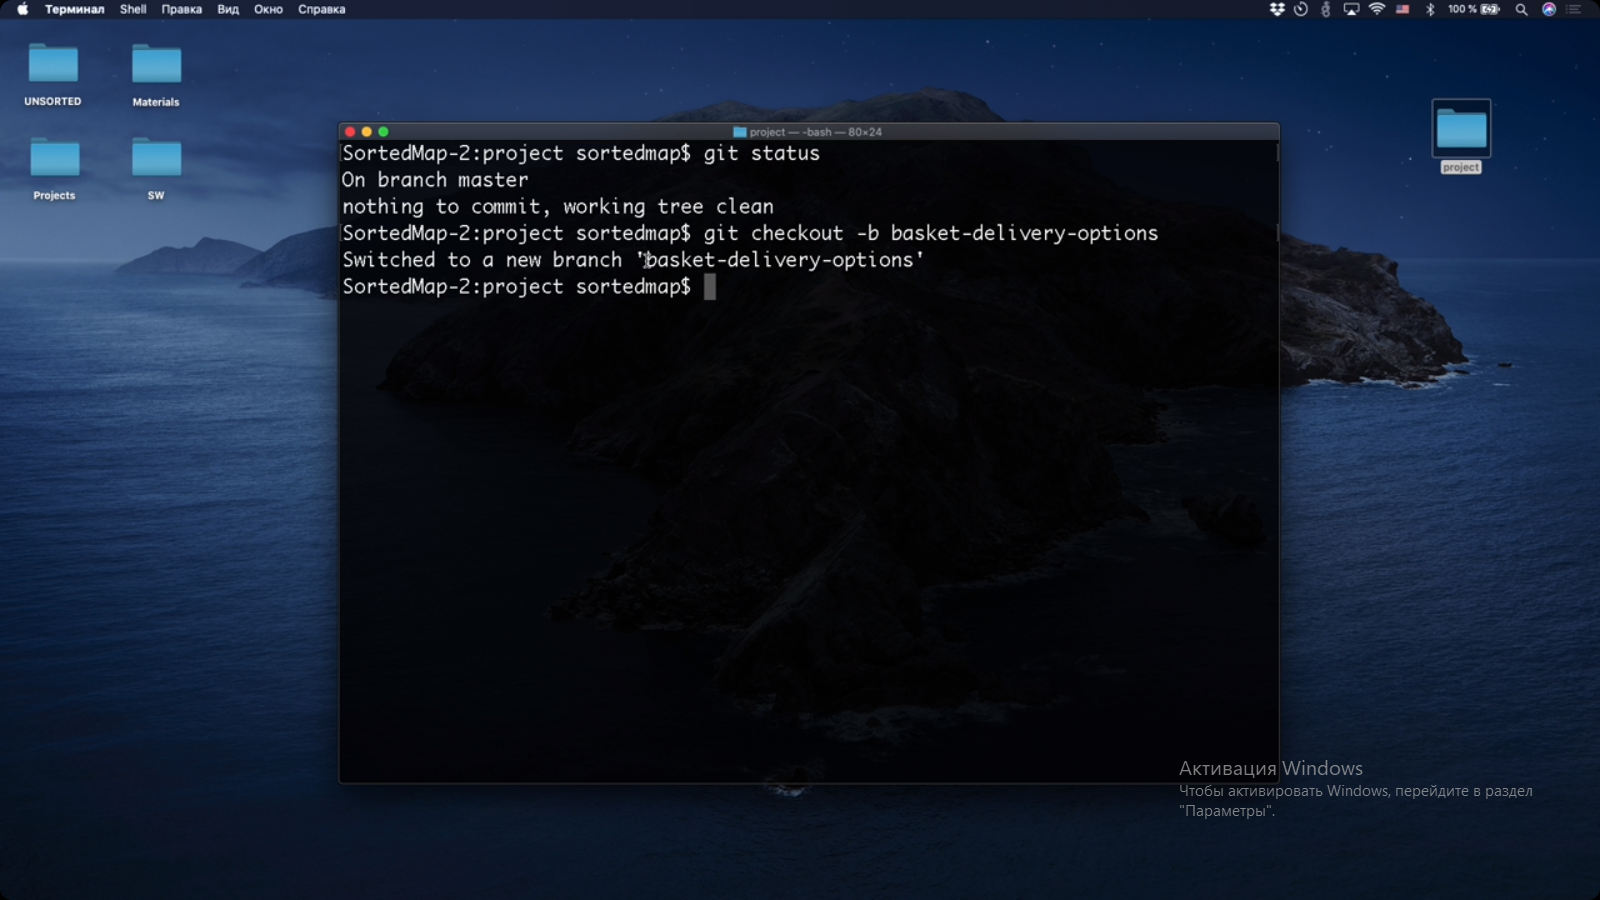 Терминал Shell Правка Вид Окно Справка
100 %
UNSORTED
Materials
Projects
SW
project
project — -bash — 80×24
SortedMap-2:project sortedmap$ git status
On branch master
nothing to commit, working tree clean
SortedMap-2:project sortedmap$ git checkout -b basket-delivery-options
Switched to a new branch 'basket-delivery-options'
SortedMap-2:project sortedmap$
Активация Windows
Чтобы активировать Windows, перейдите в раздел
"Параметры".